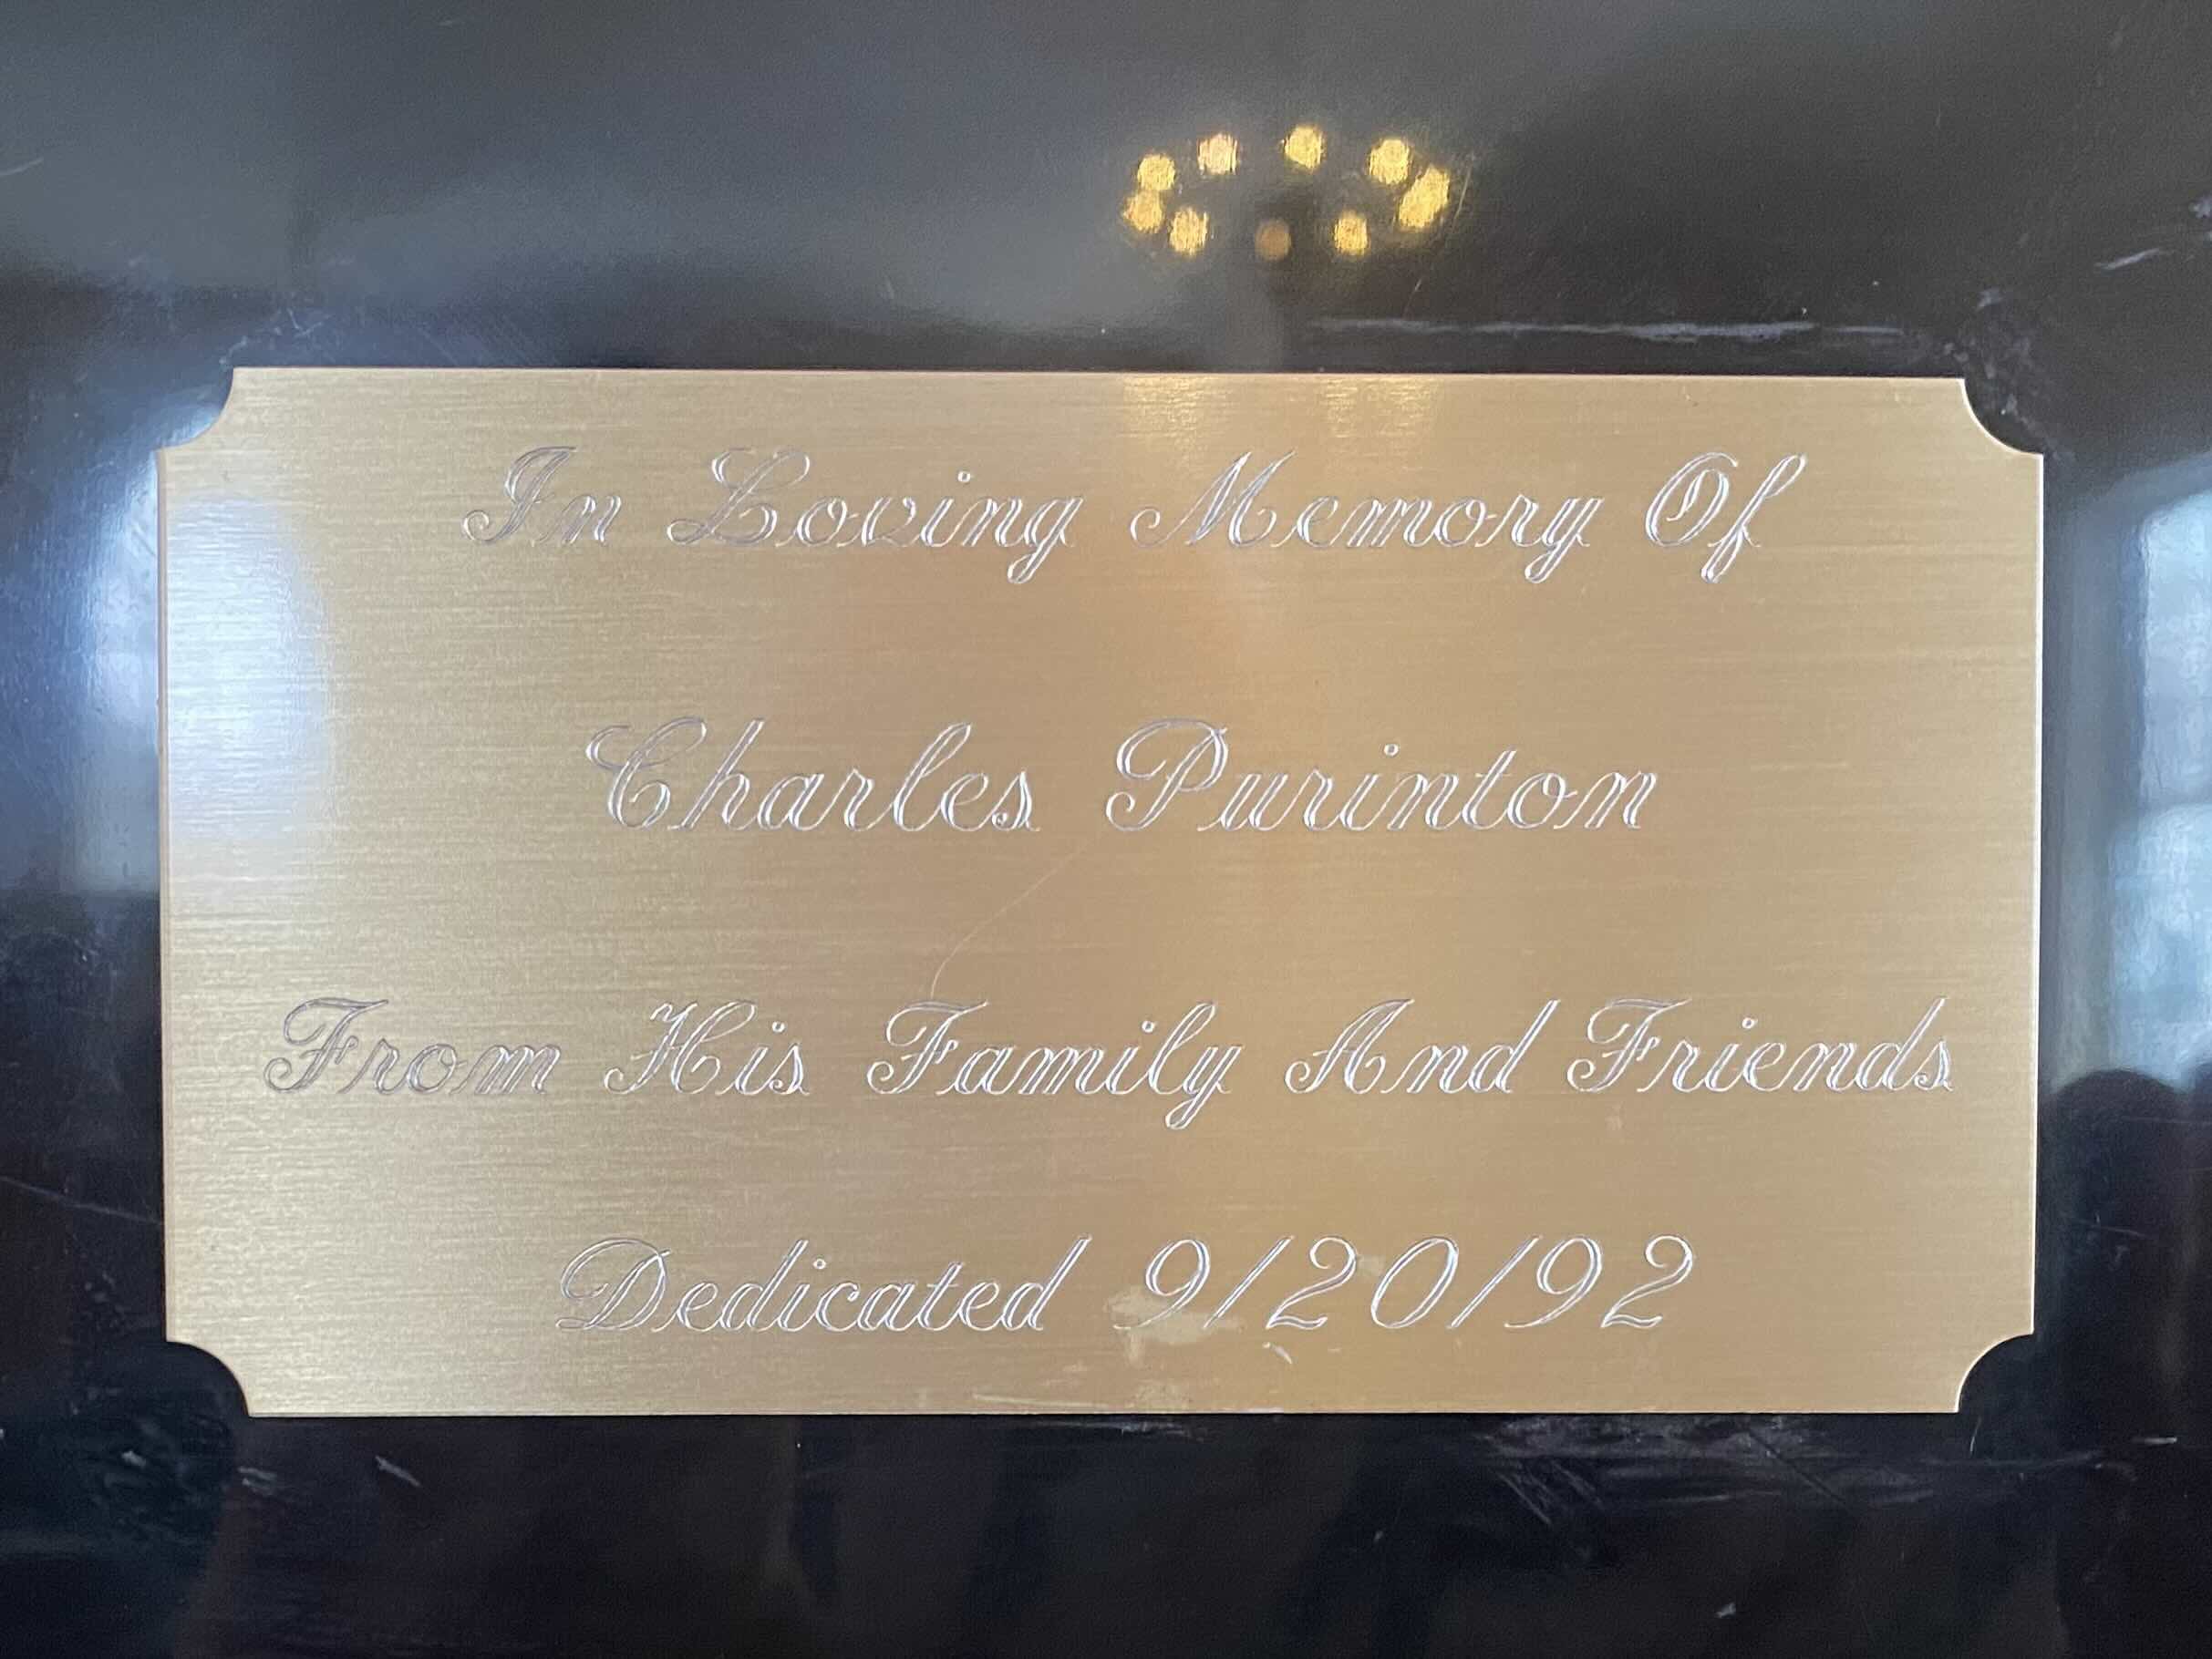 In Loving Memory Of
Charles Purinton
From His Family And Friends
Dedicated 9/20/92